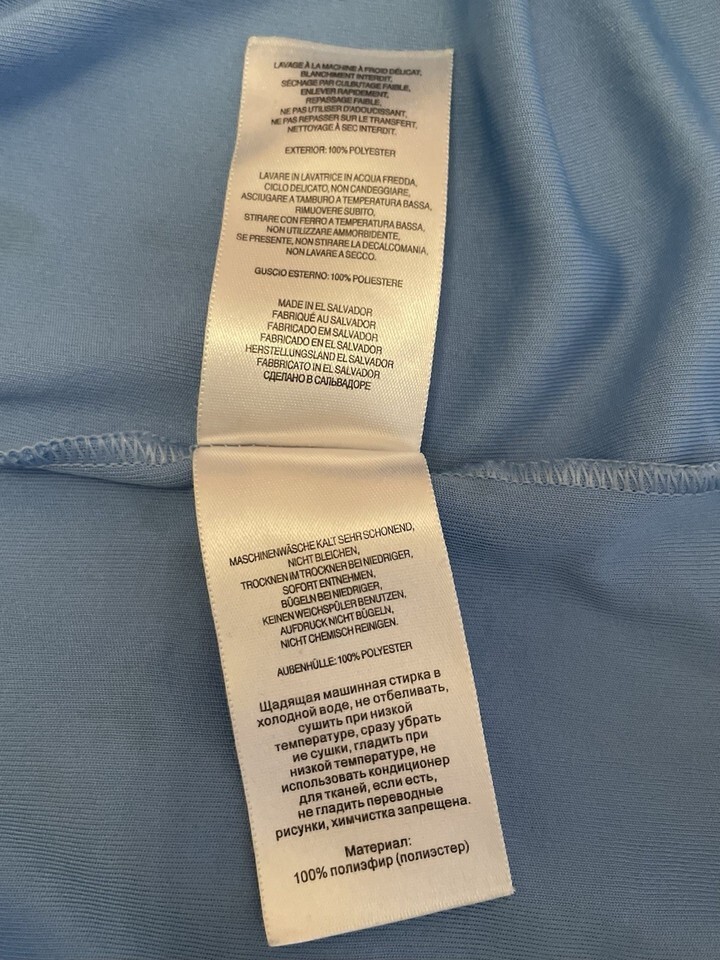 LAVAGE À LA MACHINE À FROID DÉLICAT,
BLANCHIMENT INTERDIT.
SÉCHAGE PAR CULBUTAGE FAIBLE,
ENLEVER RAPIDEMENT,
REPASSAGE FAIBLE,
NE PAS UTILISER D'ADOUCISSANT,
NE PAS REPASSER SUR LE TRANSFERT,
NETTOYAGE À SEC INTERDIT.
EXTERIOR: 100% POLYESTER
LAVARE IN LAVATRICE IN ACQUA FREDDA,
CICLO DELICATO, NON CANDEGGIARE,
ASCIUGARE A TAMBURO A TEMPERATURA BASSA,
RIMUOVERE SUBITO,
STIRARE CON FERRO A TEMPERATURA BASSA,
NON UTILIZZARE AMMORBIDENTE,
SE PRESENTE, NON STIRARE LA DECALCOMANIA,
NON LAVARE A SECCO.
GUSCIO ESTERNO: 100% POLIESTERE
MADE IN EL SALVADOR
FABRIQUÉ AU SALVADOR
FABRICADO EM SALVADOR
FABRICADO EN EL SALVADOR
HERSTELLUNGSLAND EL SALVADOR
FABBRICATO IN EL SALVADOR
СДЕЛАНО В САЛЬВАДОРЕ
MASCHINENWÄSCHE KALT SEHR SCHONEND,
NICHT BLEICHEN,
TROCKNEN IM TROCKNER BEI NIEDRIGER,
SOFORT ENTNEHMEN,
BÜGELN BEI NIEDRIGER,
KEINEN WEICHSPÜLER BENUTZEN.
AUFDRUCK NICHT BÜGELN,
NICHT CHEMISCH REINIGEN.
AUßENHÜLLE: 100% POLYESTER
Щадящая машинная стирка в
холодной воде, не отбеливать,
сушить при низкой
температуре, сразу убрать
ие сушки, гладить при
низкой температуре, не
использовать кондиционер
для тканей, если есть,
не гладить переводные
рисунки, химчистка запрещена.
Материал:
100% полиэфир (полиэстер)